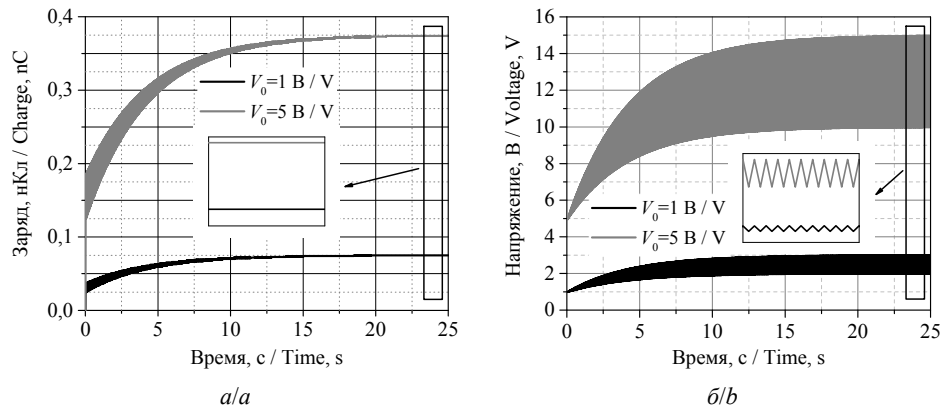 Заряд, нКл / Charge, nC
0,4
0,3
0,2
0,1
0,0
V0=1 В / V
V0=5 В / V
0 5 10 15 20 25
Время, с / Time, s
а/a
Напряжение, В / Voltage, V
16
14
12
10
8
6
4
2
0
V0=1 В / V
V0=5 В / V
0 5 10 15 20 25
Время, с / Time, s
б/b